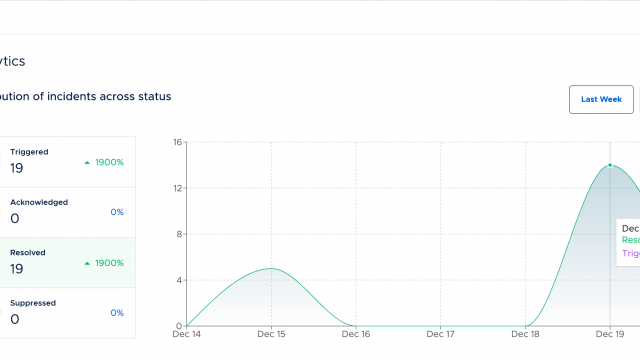 ytics
ution of incidents across status
Last Week
Triggered
19
1900%
Acknowledged
0
0%
Resolved
19
1900%
Suppressed
0
0%
16
12
8
4
0
Dec 14
Dec 15
Dec 16
Dec 17
Dec 18
Dec 19
Dec
Reso
Trig